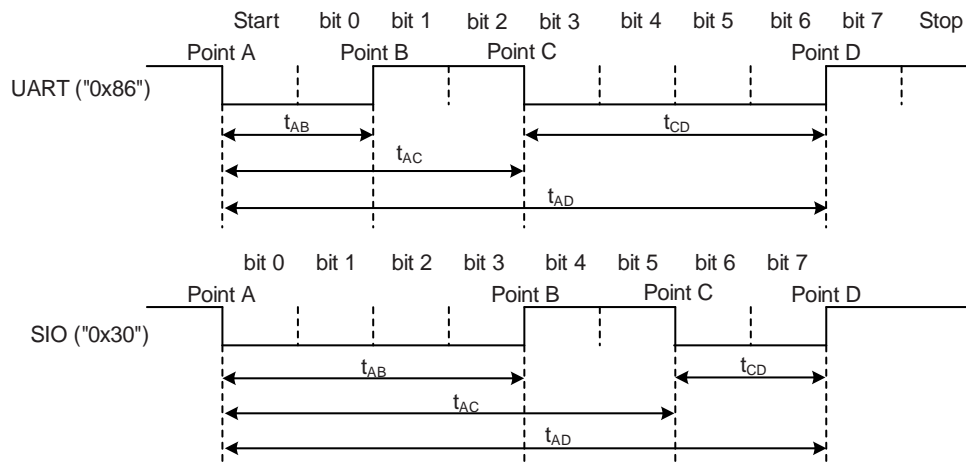 Start bit 0 bit 1 bit 2 bit 3 bit 4 bit 5 bit 6 bit 7 Stop
Point A Point B Point C Point D
UART ("0x86")
tAB tCD
tAC
tAD
bit 0 bit 1 bit 2 bit 3 bit 4 bit 5 bit 6 bit 7
Point A Point B Point C Point D
SIO ("0x30")
tAB tCD
tAC
tAD